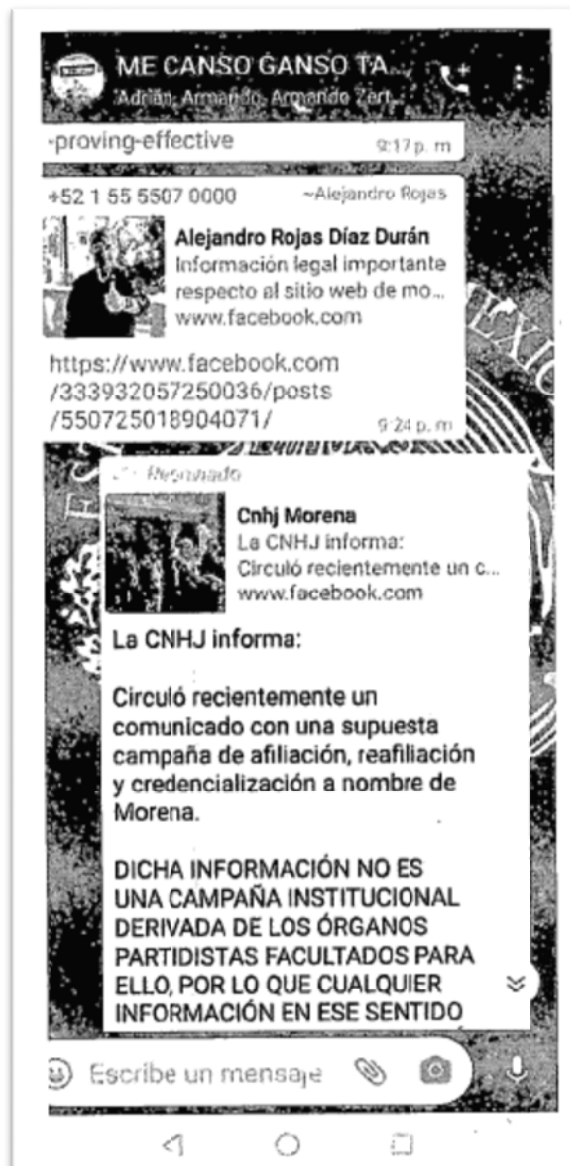 ME CANSO GANSO TA...
Adrián, Armando, Armando Zert...
-proving-effective
9:17 p. m
+52 1 55 5507 0000 ~Alejandro Rojas
Alejandro Rojas Díaz Durán
Información legal importante
respecto al sitio web de mo...
www.facebook.com
https://www.facebook.com
/333932057250036/posts
/550725018904071/
9:24 p. m
Reenviado
Cnhj Morena
La CNHJ informa:
Circuló recientemente un c...
www.facebook.com
La CNHJ informa:
Circuló recientemente un
comunicado con una supuesta
campaña de afiliación, reafiliación
y credencialización a nombre de
Morena.
DICHA INFORMACIÓN NO ES
UNA CAMPAÑA INSTITUCIONAL
DERIVADA DE LOS ÓRGANOS
PARTIDISTAS FACULTADOS PARA
ELLO, POR LO QUE CUALQUIER
INFORMACIÓN EN ESE SENTIDO
Escribe un mensaje